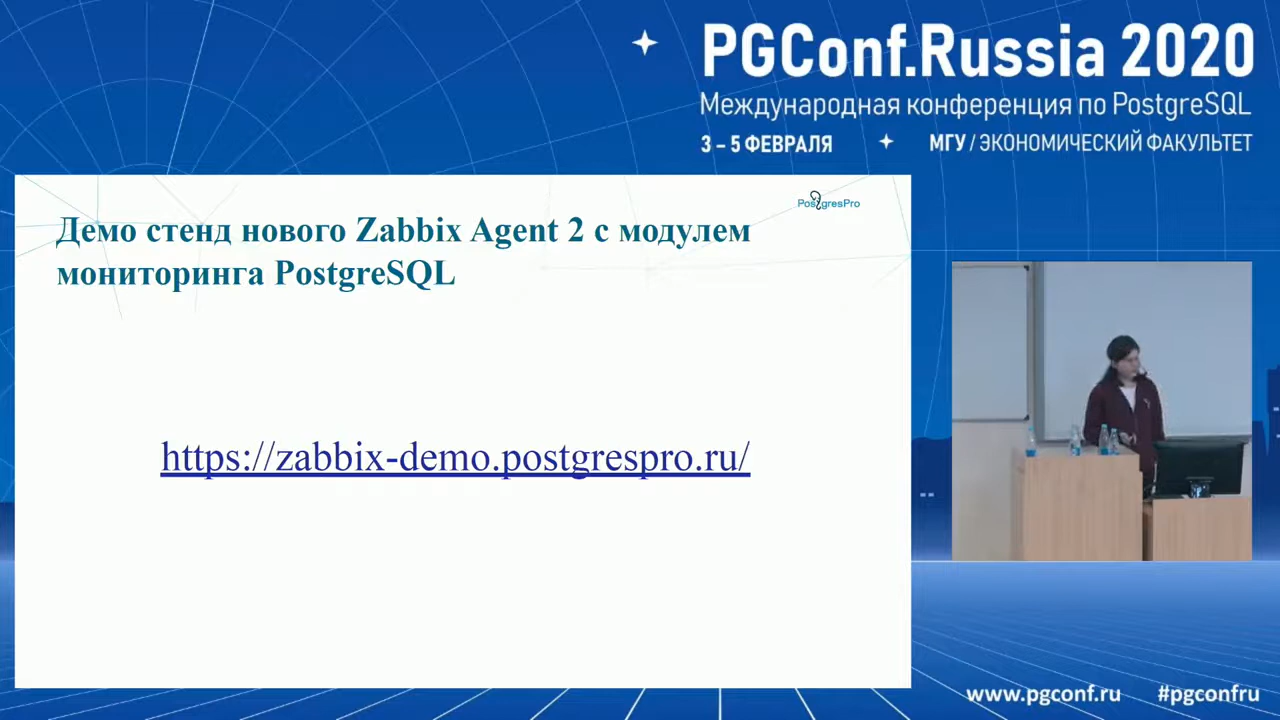 PGConf.Russia 2020
Международная конференция по PostgreSQL
3 – 5 ФЕВРАЛЯ МГУ / ЭКОНОМИЧЕСКИЙ ФАКУЛЬТЕТ
PostgresPro
Демо стенд нового Zabbix Agent 2 с модулем
мониторинга PostgreSQL
https://zabbix-demo.postgrespro.ru/
www.pgconf.ru #pgconfru